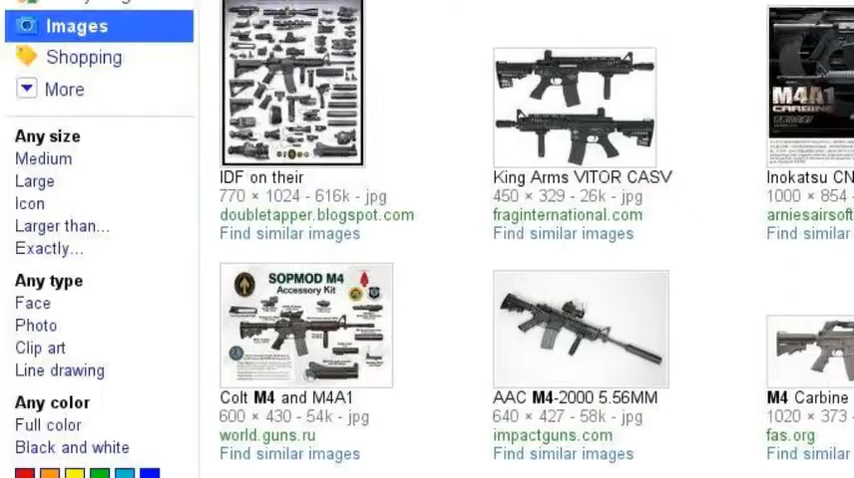 Images
Shopping
More
Any size
Medium
Large
Icon
Larger than...
Exactly...
Any type
Face
Photo
Clip art
Line drawing
Any color
Full color
Black and white
IDF on their
770 × 1024 - 616k - jpg
doubletapper.blogspot.com
Find similar images
King Arms VITOR CASV
450 × 329 - 26k - jpg
fraginternational.com
Find similar images
M4A1
CARBINE
Inokatsu CN
1000 × 854 -
arniesairsoft
Find similar
SOPMOD M4
Accessory Kit
Colt M4 and M4A1
600 × 430 - 54k - jpg
world.guns.ru
Find similar images
AAC M4-2000 5.56MM
640 × 427 - 58k - jpg
impactguns.com
Find similar images
M4 Carbine
1020 × 373 -
fas.org
Find similar